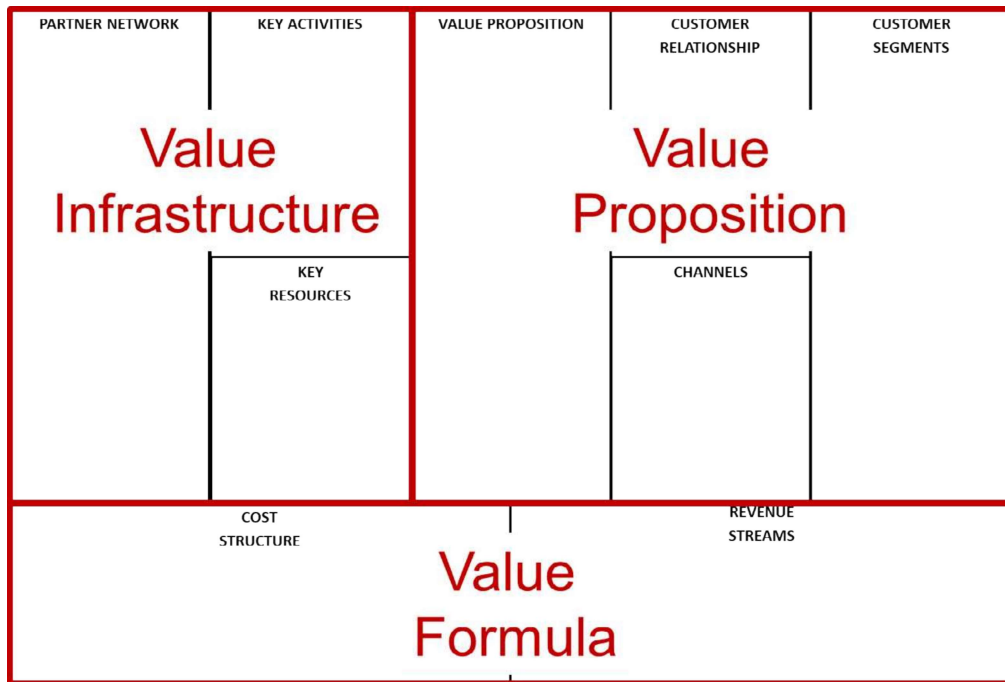 PARTNER NETWORK
KEY ACTIVITIES
VALUE PROPOSITION
CUSTOMER
RELATIONSHIP
CUSTOMER
SEGMENTS
Value
Infrastructure
Value
Proposition
KEY
RESOURCES
CHANNELS
COST
STRUCTURE
REVENUE
STREAMS
Value
Formula